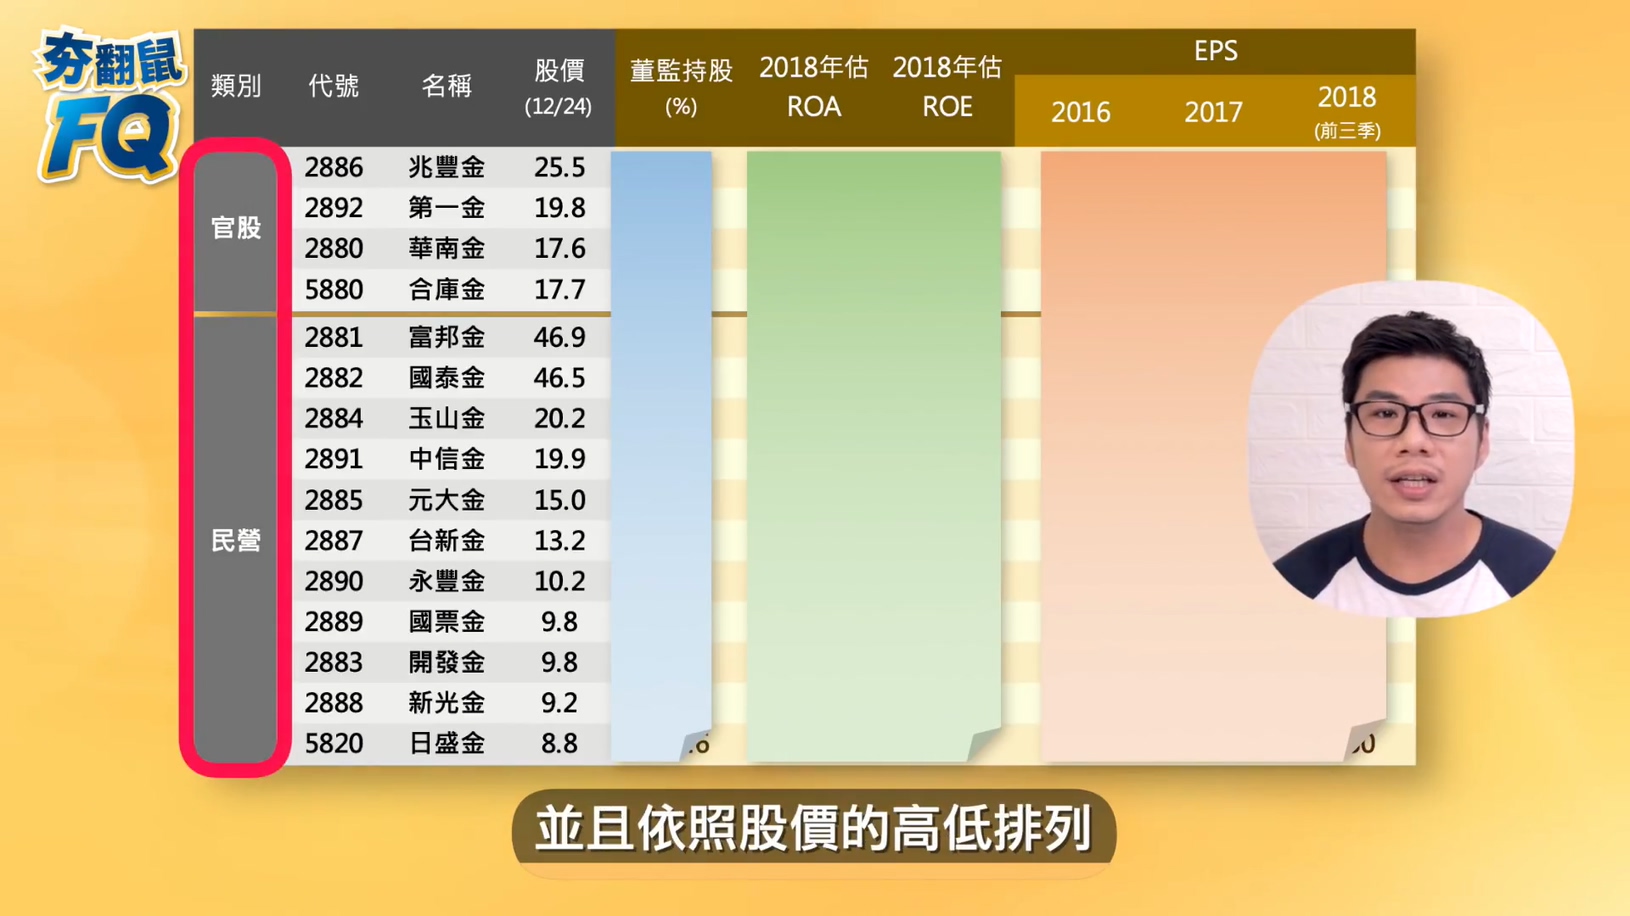 夯翻鼠
FQ
類別 代號 名稱 股價 (12/24) 董監持股 (%) 2018年估 ROA 2018年估 ROE EPS
2016 2017 2018 (前三季)
官股
2886 兆豐金 25.5
2892 第一金 19.8
2880 華南金 17.6
5880 合庫金 17.7
民營
2881 富邦金 46.9
2882 國泰金 46.5
2884 玉山金 20.2
2891 中信金 19.9
2885 元大金 15.0
2887 台新金 13.2
2890 永豐金 10.2
2889 國票金 9.8
2883 開發金 9.8
2888 新光金 9.2
5820 日盛金 8.8
並且依照股價的高低排列